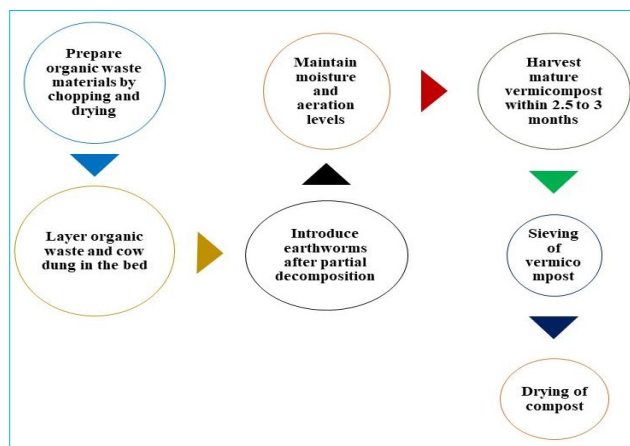 Prepare
organic waste
materials by
chopping and
drying
Layer organic
waste and cow
dung in the bed
Introduce
earthworms after
partial
decomposition
Maintain
moisture
and
aeration
levels
Harvest
mature
vermicompost
within 2.5 to 3
months
Sieving
of
vermico
mpost
Drying of
compost